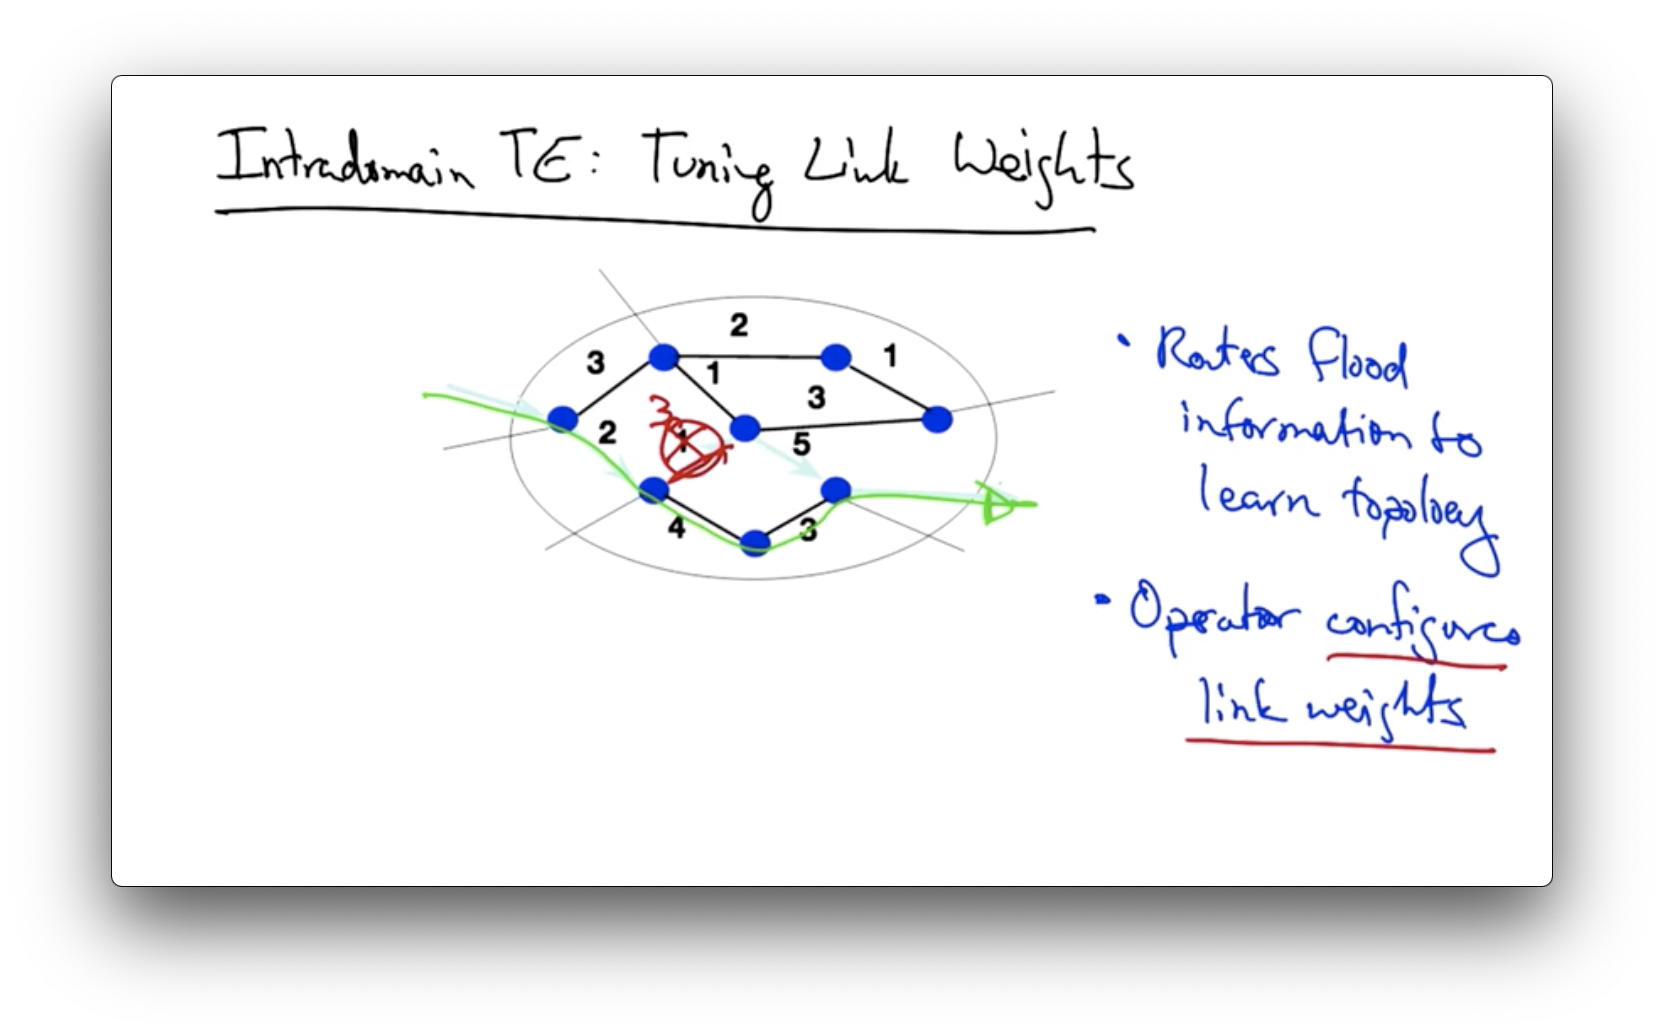 Intradomain TE: Tuning Link Weights
2
3
1
1
3
3
2
1
5
4
3
• Routers flood
information to
learn topology
• Operator configures
link weights